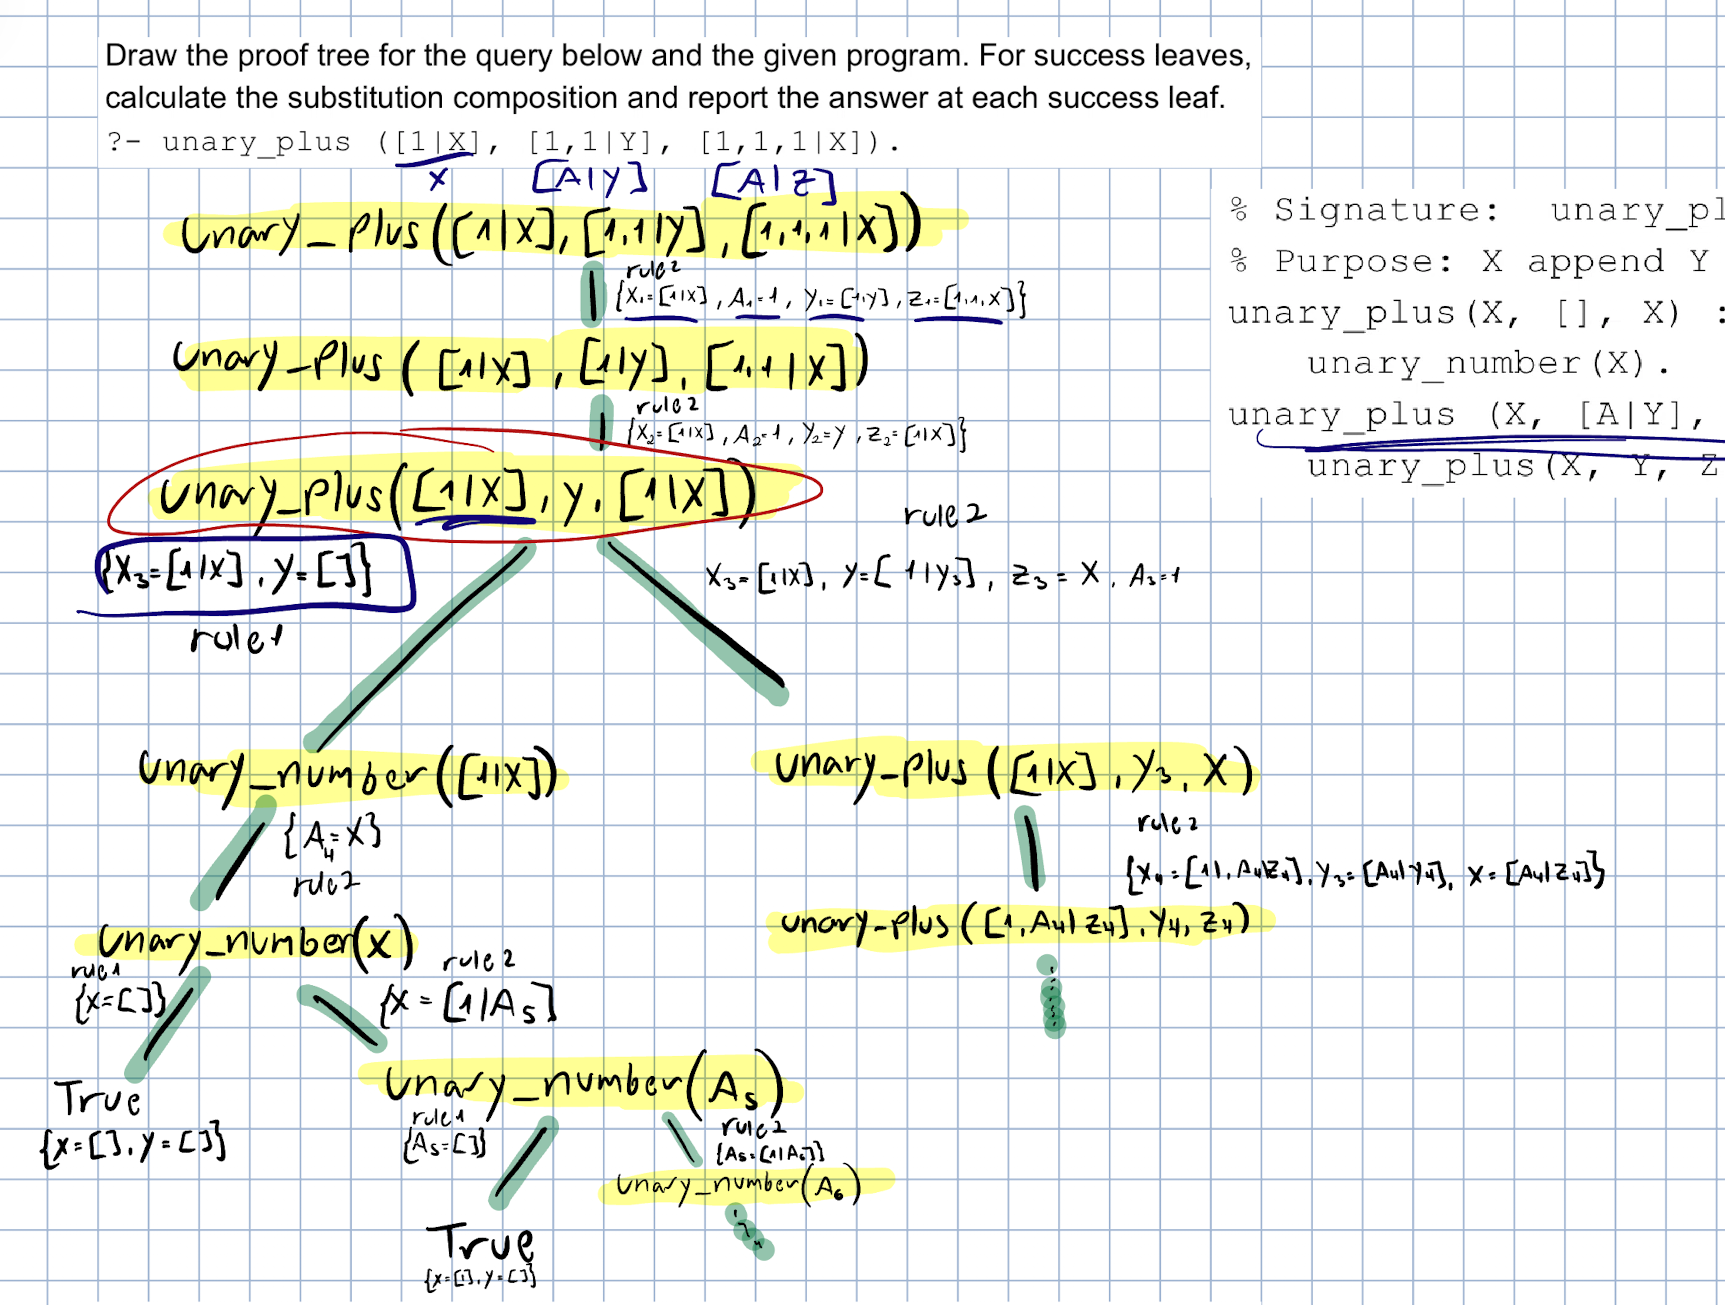 Draw the proof tree for the query below and the given program. For success leaves,
calculate the substitution composition and report the answer at each success leaf.
?- unary_plus ([1|X], [1,1|Y], [1,1,1|X]).
X [A|Y] [A|Z]
unary_plus([1|X], [1,1|Y], [1,1,1|X])
rule2
{X₁=[1|X], A₁=1, Y₁=[1|Y], Z₁=[1,1,X]}
unary_plus([1|X], [1|Y], [1,1|X])
rule2
{X₂=[1|X], A₂=1, Y₂=Y, Z₂=[1|X]}
unary_plus([1|X], Y, [1|X])
{X₃=[1|X], Y=[]}
rule1
rule2
X₃=[1|X], Y=[1|Y₃], Z₃=X, A₃=1
unary_number([1|X])
{A₄=X}
rule2
unary_number(X)
rule1
{X=[]}
True
{X=[], Y=[]}
rule2
{X=[1|A₅]
unary_number(A₅)
rule1
{A₅=[]}
True
{X=[1], Y=[]}
rule2
{A₅=[1|A₆]}
unary_number(A₆)
unary_plus([1|X], Y₃, X)
rule2
{X₄=[1|, A₄|Z₄], Y₃=[A₄|Y₄], X=[A₄|Z₄]}
unary_plus([1,A₄|Z₄], Y₄, Z₄)
% Signature: unary_pl
% Purpose: X append Y
unary_plus(X, [], X) :
unary_number(X).
unary_plus (X, [A|Y],
unary_plus(X, Y, Z